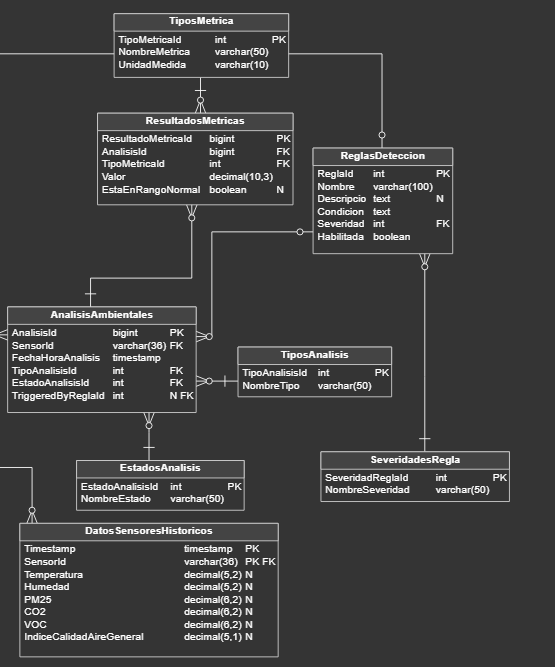 TiposMetrica
TipoMetricaId int PK
NombreMetrica varchar(50)
UnidadMedida varchar(10)
ResultadosMetricas
ResultadoMetricaId bigint PK
AnalisisId bigint FK
TipoMetricaId int FK
Valor decimal(10,3)
EstaEnRangoNormal boolean N
ReglasDeteccion
ReglaId int PK
Nombre varchar(100)
Descripcio text N
Condicion text
Severidad int FK
Habilitada boolean
AnalisisAmbientales
AnalisisId bigint PK
SensorId varchar(36) FK
FechaHoraAnalisis timestamp
TipoAnalisisId int FK
EstadoAnalisisId int FK
TriggeredByReglaId int N FK
TiposAnalisis
TipoAnalisisId int PK
NombreTipo varchar(50)
EstadosAnalisis
EstadoAnalisisId int PK
NombreEstado varchar(50)
SeveridadesRegla
SeveridadReglaId int PK
NombreSeveridad varchar(50)
DatosSensoresHistoricos
Timestamp timestamp PK
SensorId varchar(36) PK FK
Temperatura decimal(5,2) N
Humedad decimal(5,2) N
PM25 decimal(6,2) N
CO2 decimal(6,2) N
VOC decimal(6,2) N
IndiceCalidadAireGeneral decimal(5,1) N